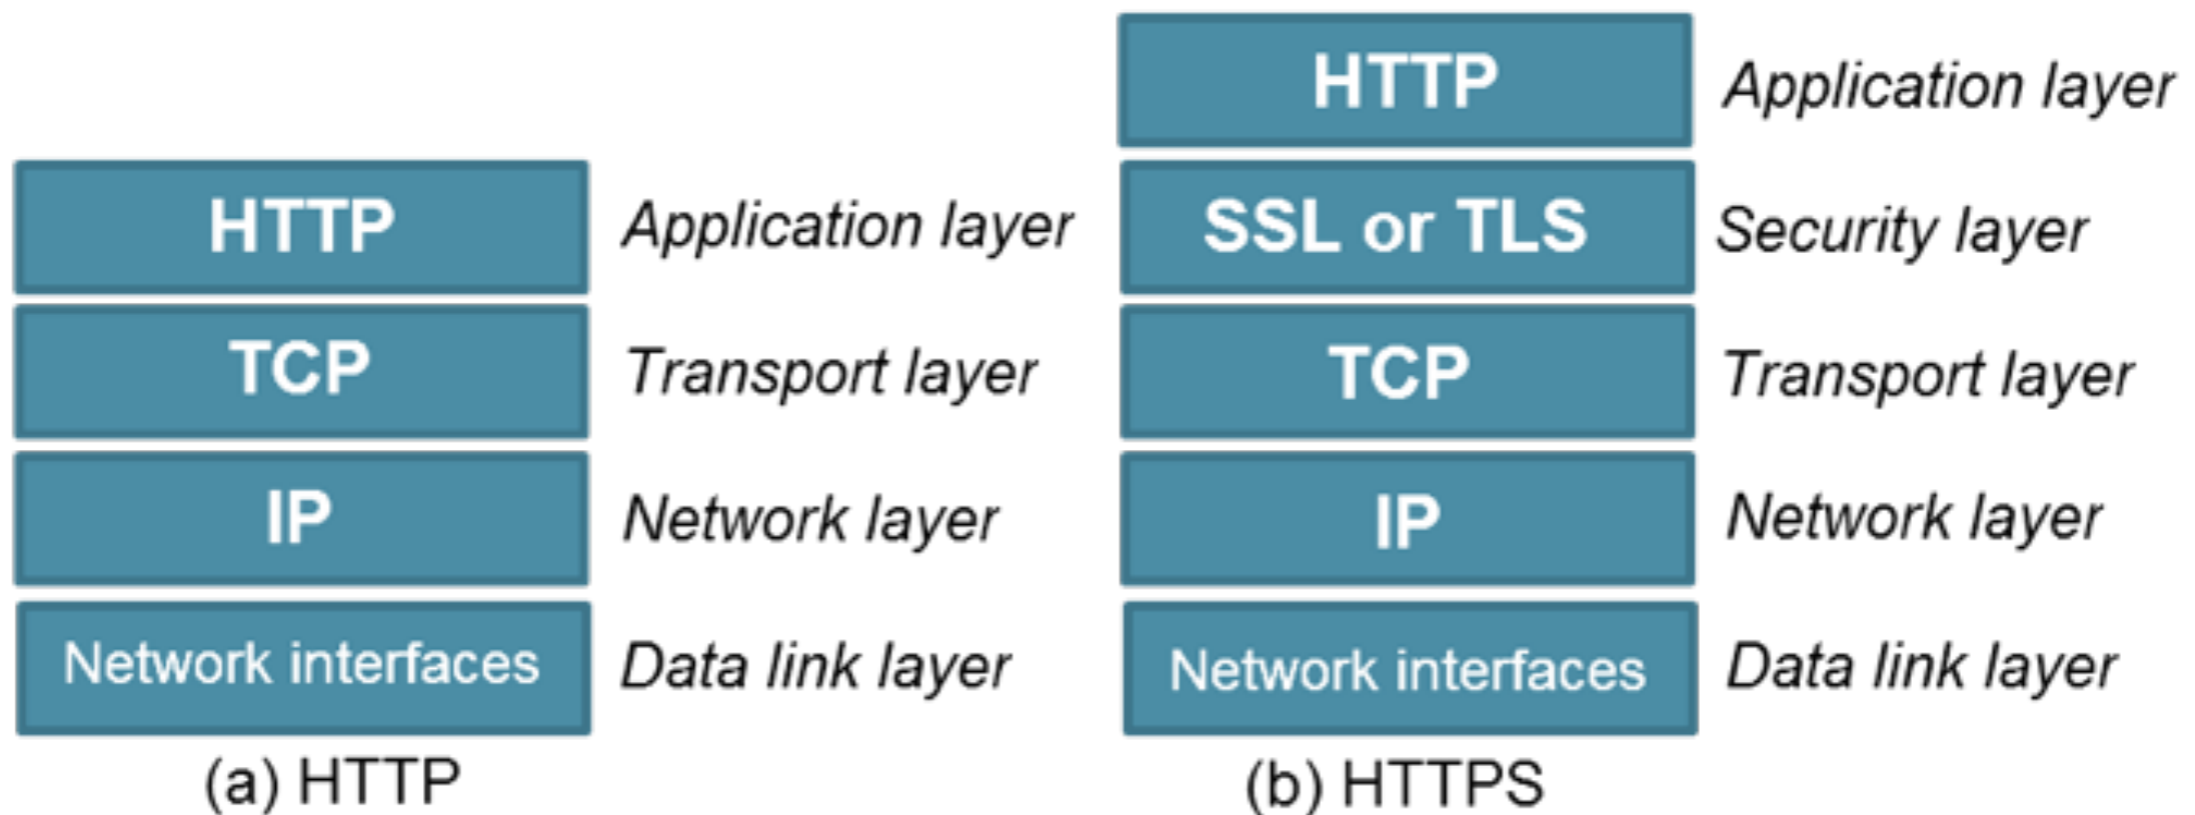 HTTP Application layer
TCP Transport layer
IP Network layer
Network interfaces Data link layer
(a) HTTP
HTTP Application layer
SSL or TLS Security layer
TCP Transport layer
IP Network layer
Network interfaces Data link layer
(b) HTTPS